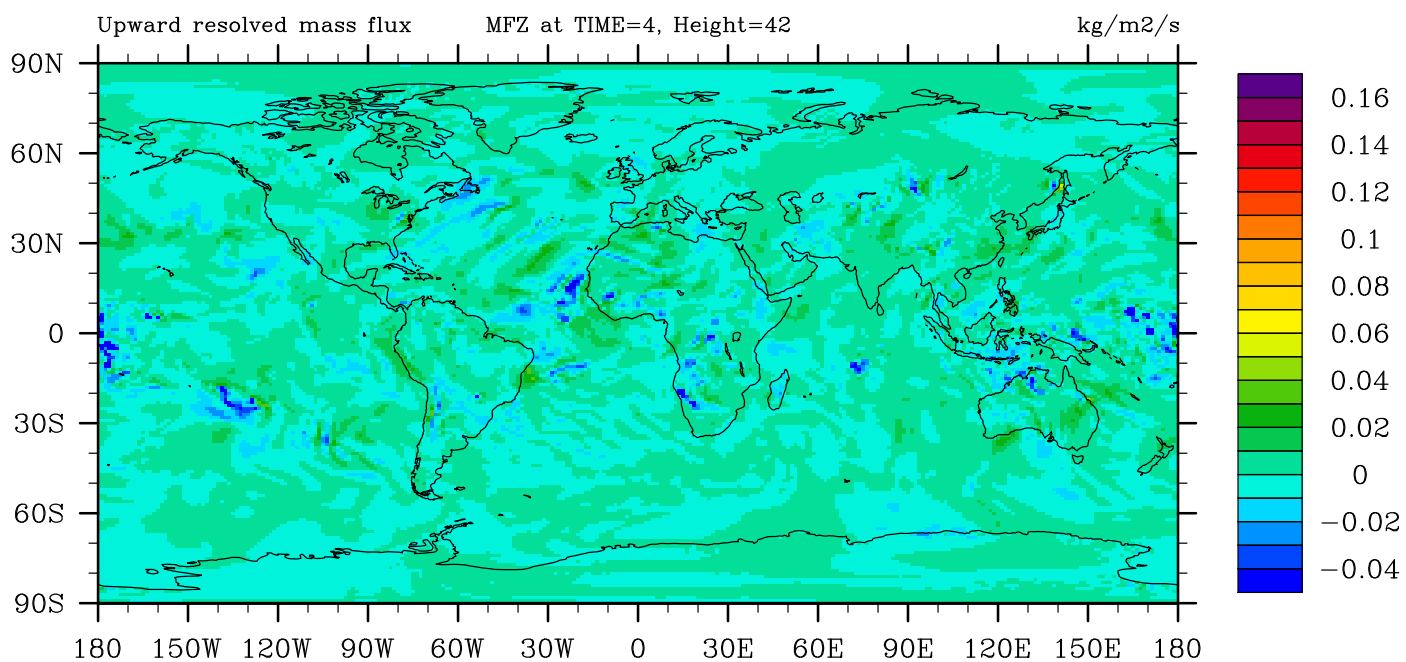 Upward resolved mass flux MFZ at TIME=4, Height=42 kg/m2/s
90N
60N
30N
0
30S
60S
90S
180 150W 120W 90W 60W 30W 0 30E 60E 90E 120E 150E 180
0.16
0.14
0.12
0.1
0.08
0.06
0.04
0.02
0
−0.02
−0.04